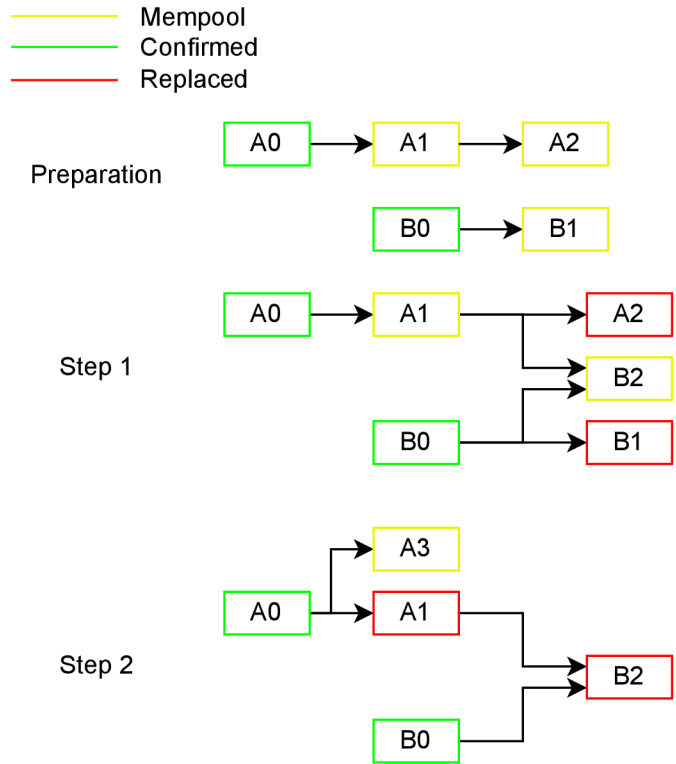 Mempool
Confirmed
Replaced
A0
A1
A2
Preparation
B0
B1
A0
A1
A2
Step 1
B2
B0
B1
A3
A0
A1
Step 2
B2
B0